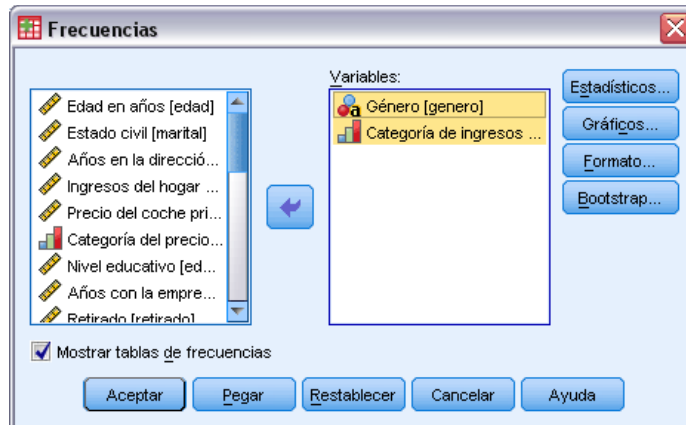 Frecuencias
Variables:
Edad en años [edad]
Estado civil [marital]
Años en la direcció...
Ingresos del hogar ...
Precio del coche pri...
Categoría del precio...
Nivel educativo [ed...
Años con la empre...
Retirado [retirado]
Género [genero]
Categoría de ingresos ...
Estadísticos...
Gráficos...
Formato...
Bootstrap...
Mostrar tablas de frecuencias
Aceptar
Pegar
Restablecer
Cancelar
Ayuda